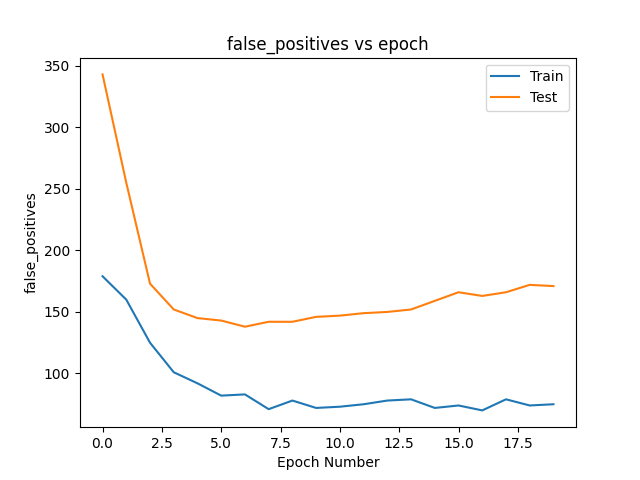 false_positives vs epoch
350
300
250
200
150
100
false_positives
Train
Test
0.0 2.5 5.0 7.5 10.0 12.5 15.0 17.5
Epoch Number